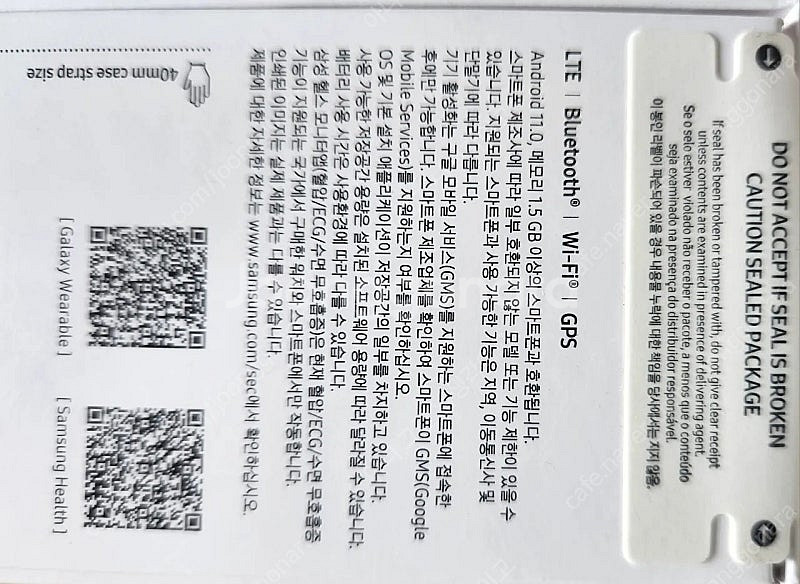 DO NOT ACCEPT IF SEAL IS BROKEN
CAUTION SEALED PACKAGE
If seal has been broken or tampered with, do not give clear receipt
unless contents are examined in presence of delivering agent.
Se o selo estiver violado não receber o pacote, a menos que o conteúdo
seja examinado na presença do distribuidor responsável.
이 봉인 라벨이 파손되어 있을 경우 내용물 누락에 대한 책임을 당사에서는 지지 않음.
LTE | Bluetooth® | Wi-Fi® | GPS
Android 11.0, 메모리 1.5 GB 이상의 스마트폰과 호환됩니다.
스마트폰 제조사에 따라 일부 호환되지 않는 모델 또는 기능 제한이 있을 수
있습니다. 지원되는 스마트폰과 사용 가능한 기능은 지역, 이동통신사 및
단말기에 따라 다릅니다.
기기 활성화는 구글 모바일 서비스(GMS)를 지원하는 스마트폰에 접속한
후에만 가능합니다. 스마트폰 제조업체를 확인하여 스마트폰이 GMS(Google
Mobile Services)를 지원하는지 여부를 확인하십시오.
OS 및 기본 설치 애플리케이션이 저장공간의 일부를 차지하고 있습니다.
사용 가능한 저장공간 용량은 설치된 소프트웨어 용량에 따라 달라질 수 있습니다.
배터리 사용 시간은 사용환경에 따라 다를 수 있습니다.
삼성 헬스 모니터앱(혈압/ECG/수면 무호흡증)은 현재 혈압/ECG/수면 무호흡증
기능이 지원되는 국가에서 구매한 워치와 스마트폰에서만 작동합니다.
인쇄된 이미지는 실제 제품과는 다를 수 있습니다.
제품에 대한 자세한 정보는 www.samsung.com/sec에서 확인하십시오.
[ Galaxy Wearable ]
[ Samsung Health ]
40mm case strap size